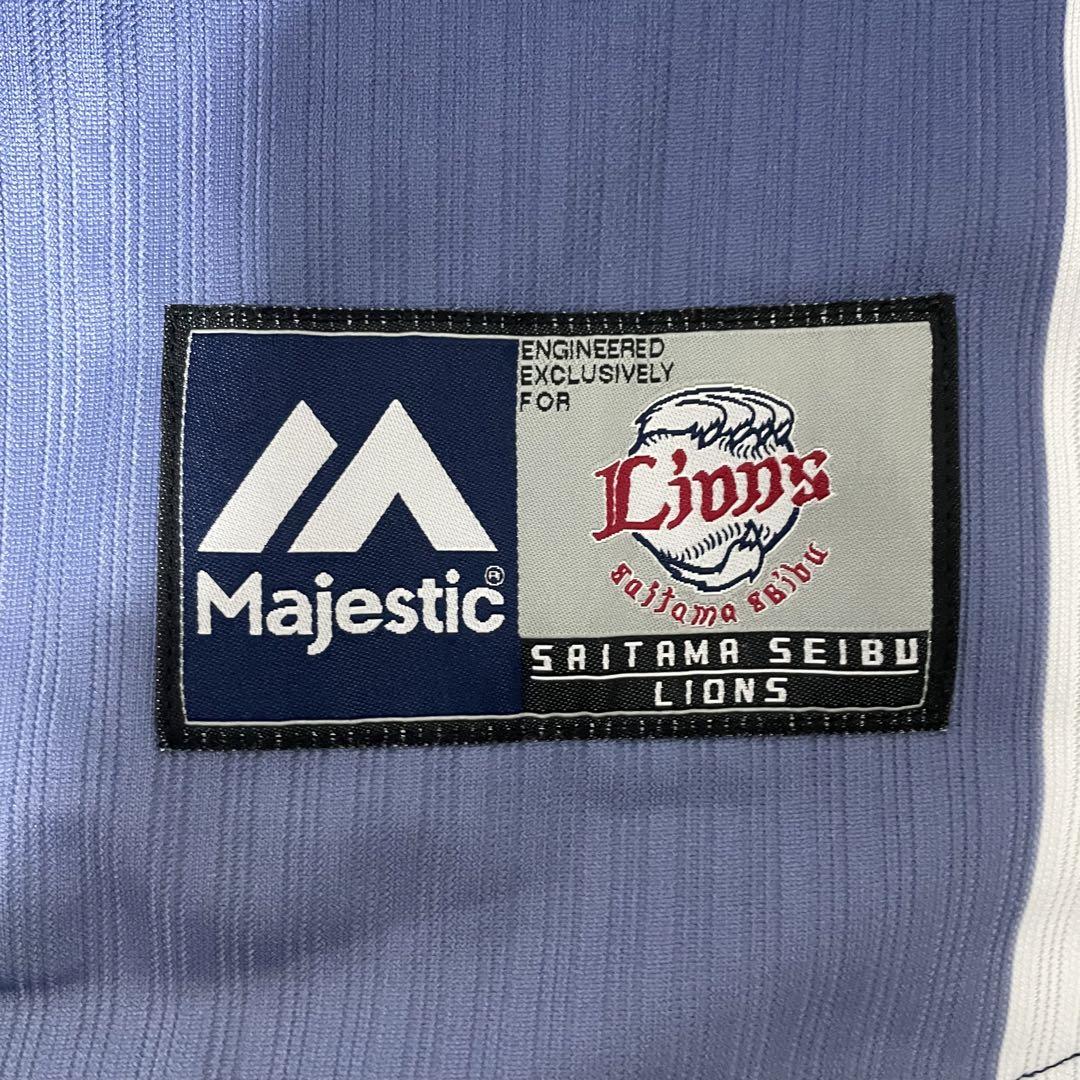 Majestic®
ENGINEERED
EXCLUSIVELY
FOR
Lions
saitama seibu
SAITAMA SEIBU
LIONS